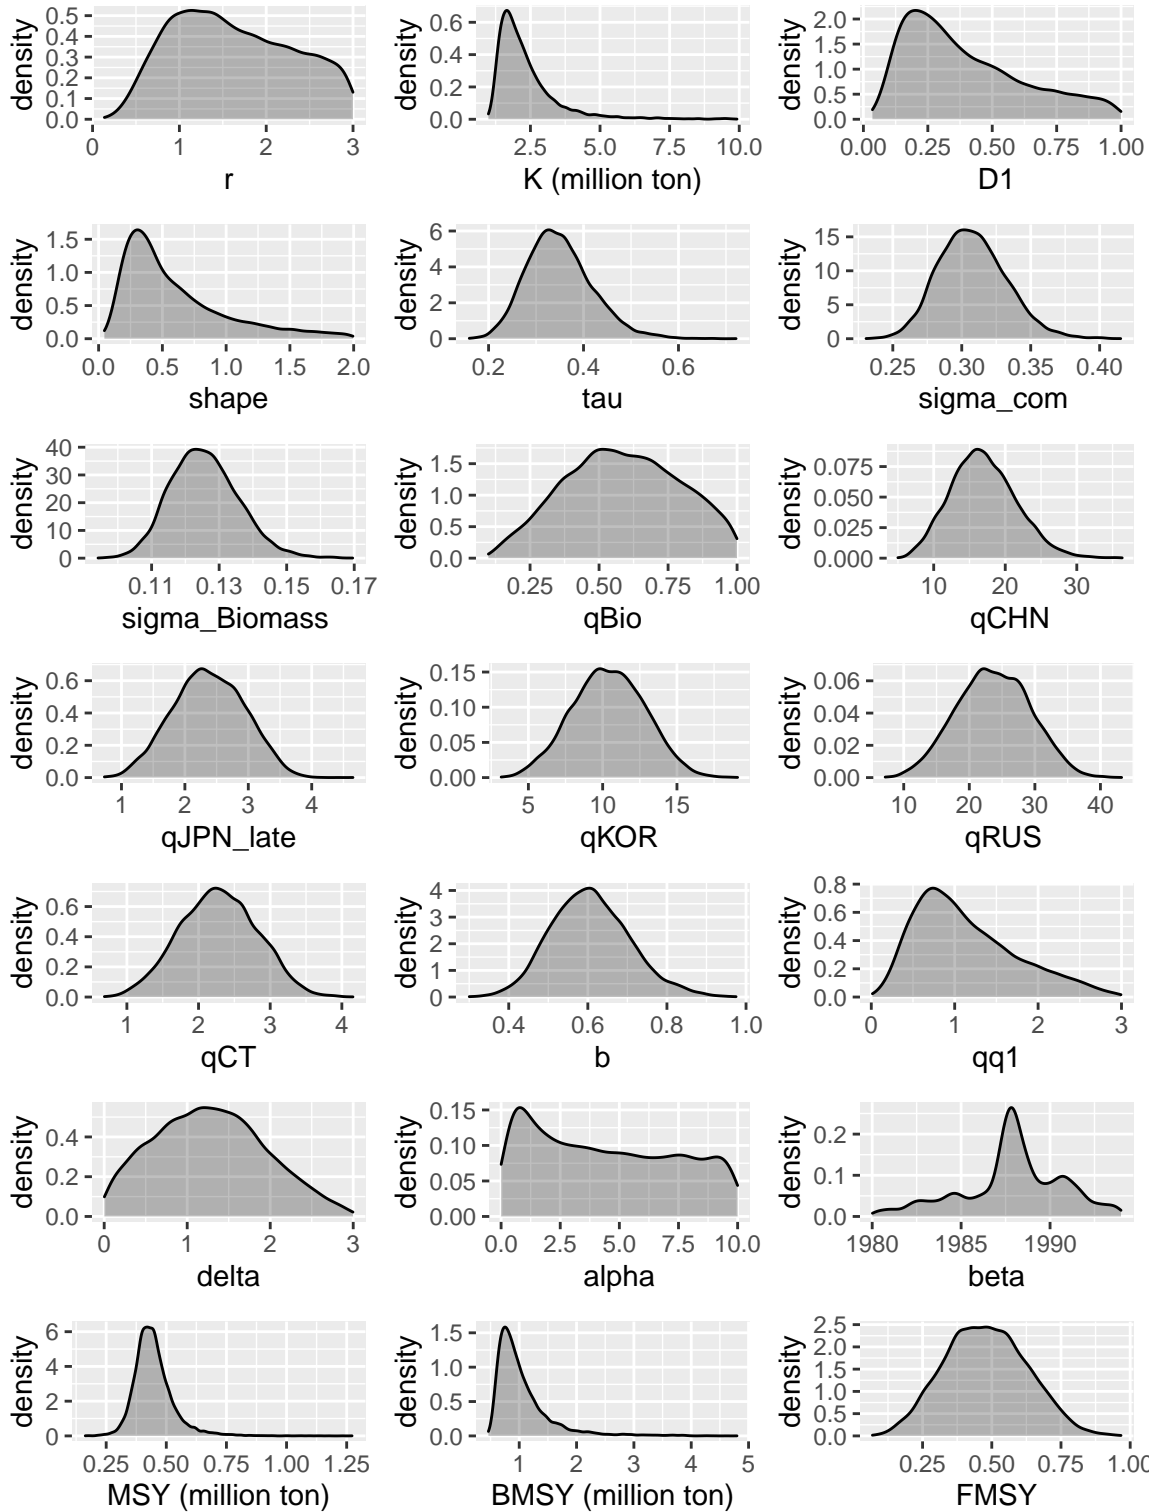 density
0.5
0.4
0.3
0.2
0.1
0.0
0 1 2 3
r
density
0.6
0.4
0.2
0.0
2.5 5.0 7.5 10.0
K (million ton)
density
2.0
1.5
1.0
0.5
0.0
0.00 0.25 0.50 0.75 1.00
D1
density
1.5
1.0
0.5
0.0
0.0 0.5 1.0 1.5 2.0
shape
density
6
4
2
0
0.2 0.4 0.6
tau
density
15
10
5
0
0.25 0.30 0.35 0.40
sigma_com
density
40
30
20
10
0
0.11 0.13 0.15 0.17
sigma_Biomass
density
1.5
1.0
0.5
0.0
0.25 0.50 0.75 1.00
qBio
density
0.075
0.050
0.025
0.000
10 20 30
qCHN
density
0.6
0.4
0.2
0.0
1 2 3 4
qJPN_late
density
0.15
0.10
0.05
0.00
5 10 15
qKOR
density
0.06
0.04
0.02
0.00
10 20 30 40
qRUS
density
0.6
0.4
0.2
0.0
1 2 3 4
qCT
density
4
3
2
1
0
0.4 0.6 0.8 1.0
b
density
0.8
0.6
0.4
0.2
0.0
0 1 2 3
qq1
density
0.4
0.2
0.0
0 1 2 3
delta
density
0.15
0.10
0.05
0.00
0.0 2.5 5.0 7.5 10.0
alpha
density
0.2
0.1
0.0
1980 1985 1990
beta
density
6
4
2
0
0.25 0.50 0.75 1.00 1.25
MSY (million ton)
density
1.5
1.0
0.5
0.0
1 2 3 4 5
BMSY (million ton)
density
2.5
2.0
1.5
1.0
0.5
0.0
0.25 0.50 0.75 1.00
FMSY